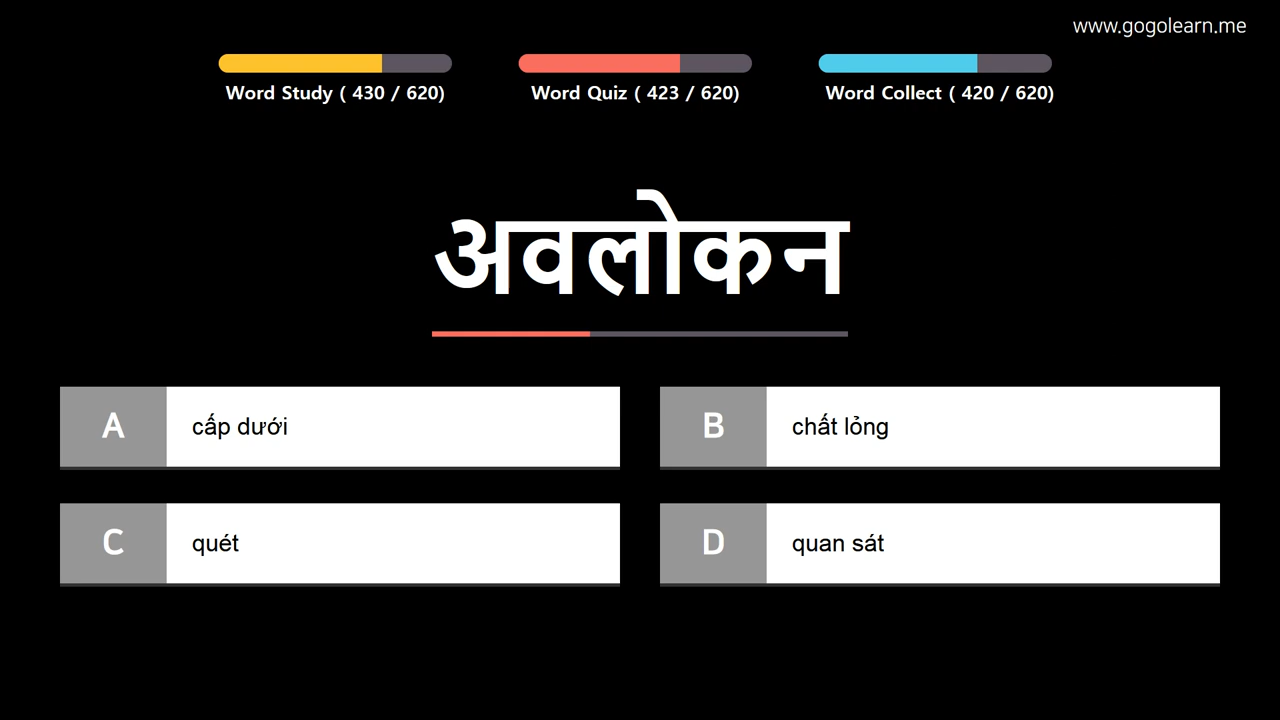 www.gogolearn.me
Word Study ( 430 / 620)
Word Quiz ( 423 / 620)
Word Collect ( 420 / 620)
अवलोकन
A
cấp dưới
B
chất lỏng
C
quét
D
quan sát